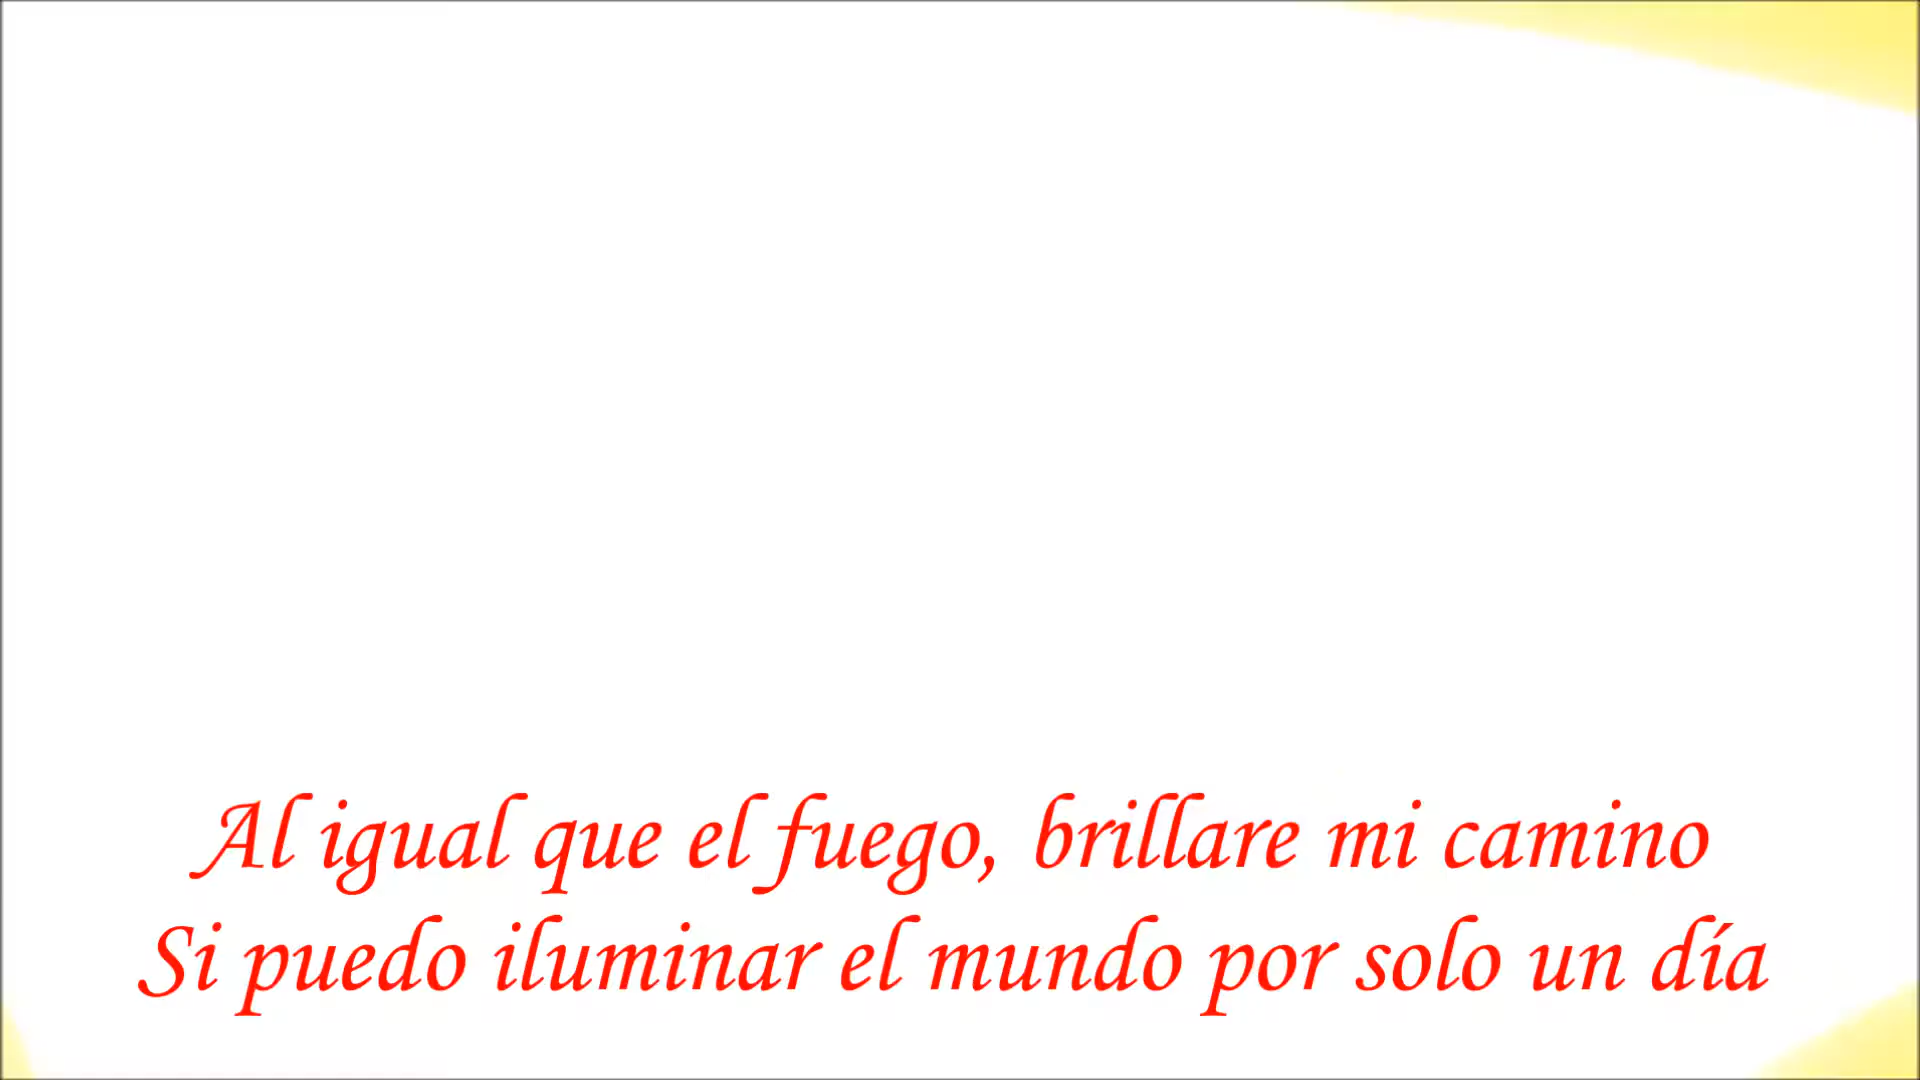 Al igual que el fuego, brillare mi camino
Si puedo iluminar el mundo por solo un día